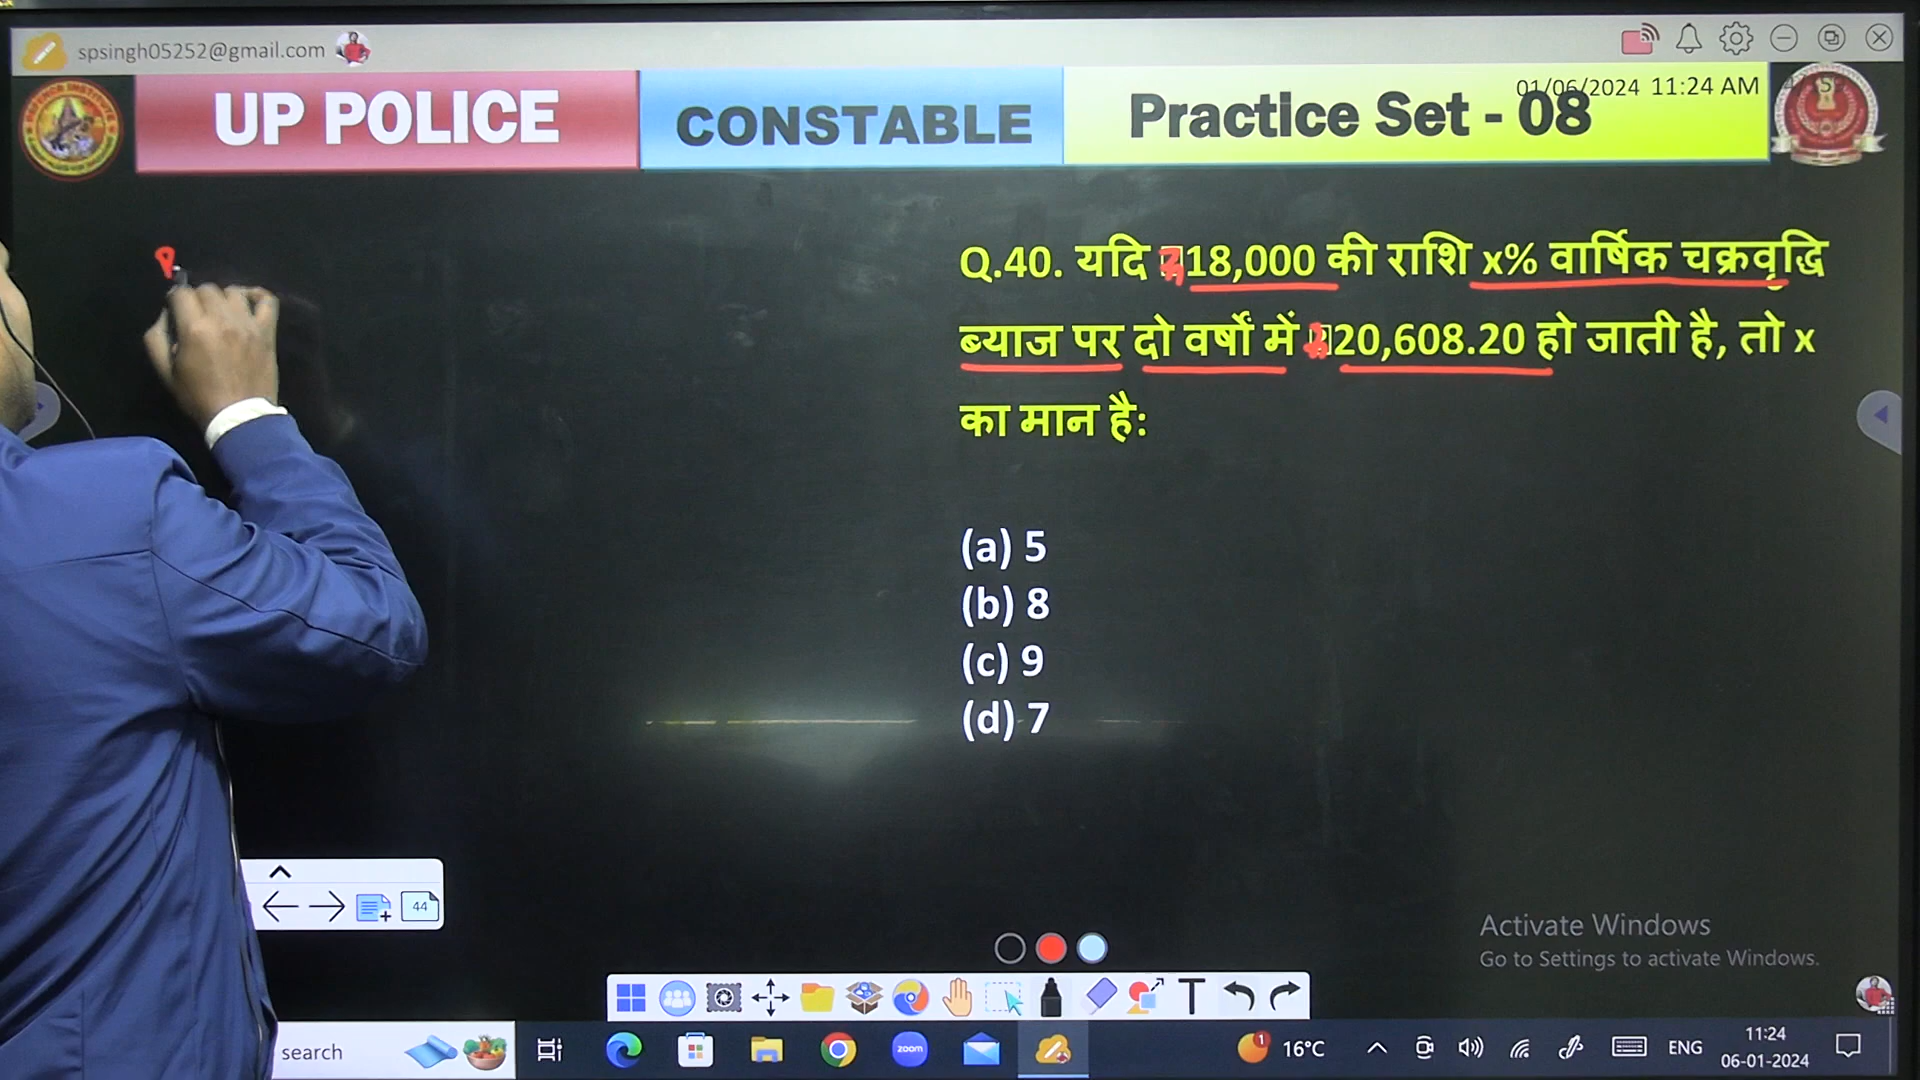 spsingh05252@gmail.com
UP POLICE
CONSTABLE
Practice Set - 08
01/06/2024 11:24 AM
Q.40. यदि ₹18,000 की राशि x% वार्षिक चक्रवृद्धि
ब्याज पर दो वर्षों में ₹20,608.20 हो जाती है, तो x
का मान है:
(a) 5
(b) 8
(c) 9
(d) 7
44
Activate Windows
Go to Settings to activate Windows.
T
search
zoom
1
16°C
ENG
11:24
06-01-2024